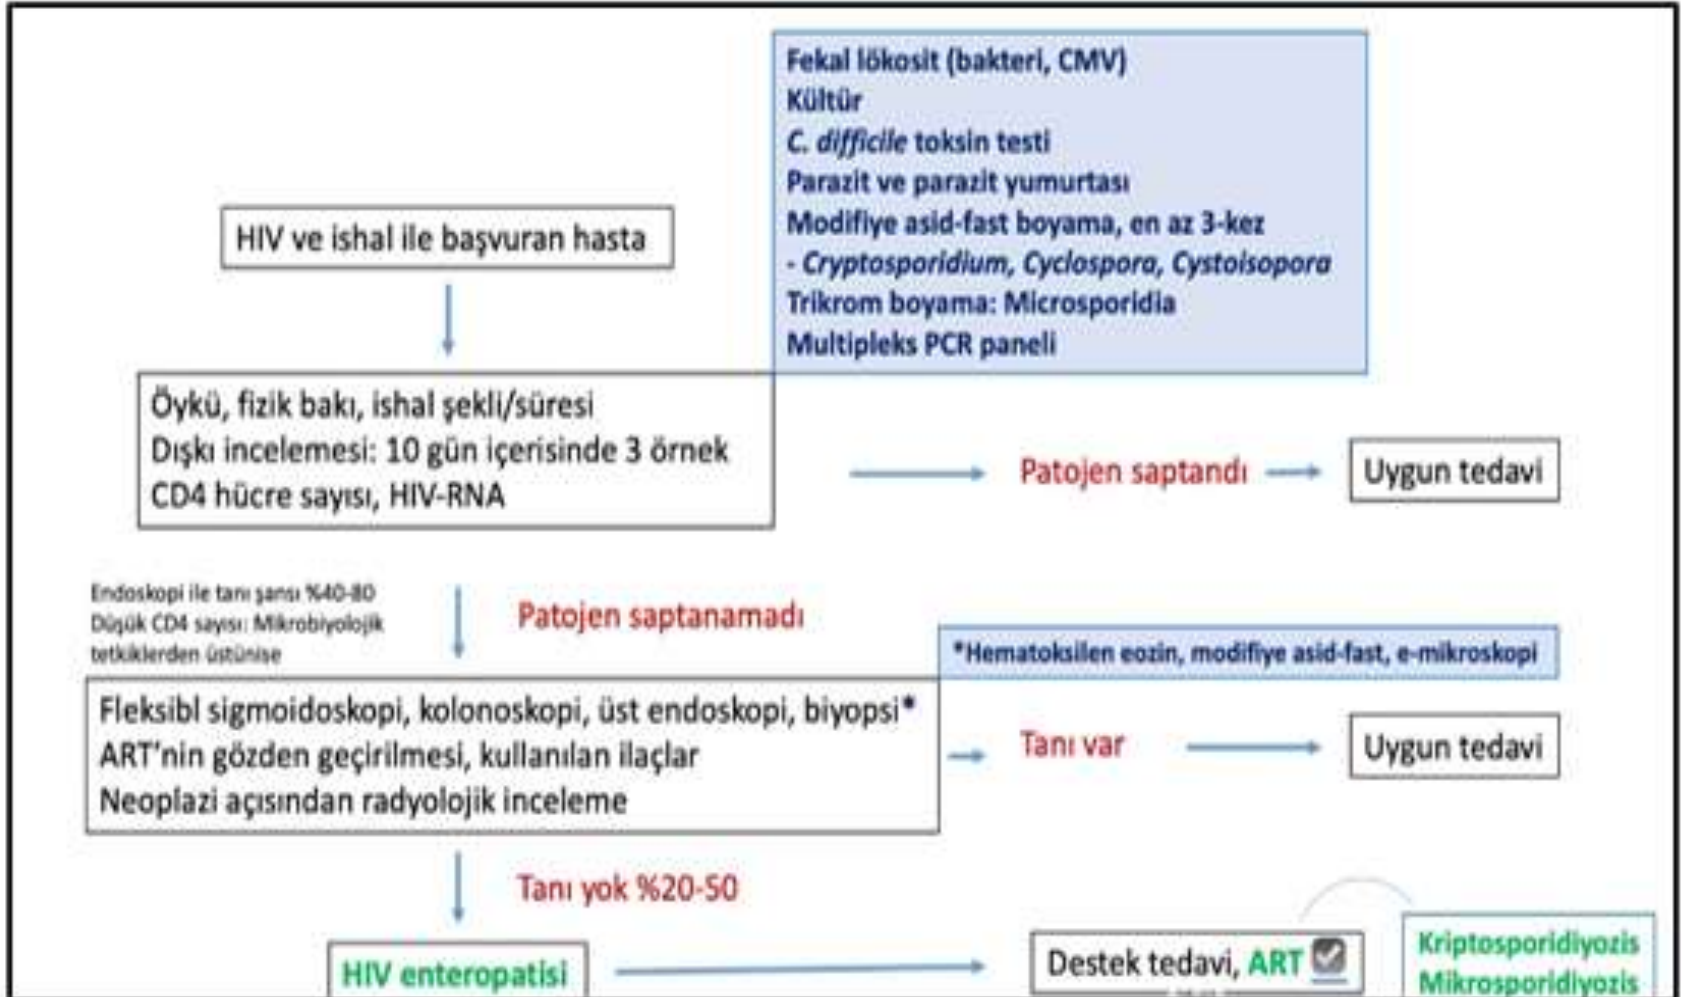 Fekal lökosit (bakteri, CMV)
Kültür
C. difficile toksin testi
Parazit ve parazit yumurtası
Modifiye asid-fast boyama, en az 3-kez
- Cryptosporidium, Cyclospora, Cystoisopora
Trikrom boyama: Microsporidia
Multipleks PCR paneli
HIV ve ishal ile başvuran hasta
Öykü, fizik bakı, ishal şekli/süresi
Dışkı incelemesi: 10 gün içerisinde 3 örnek
CD4 hücre sayısı, HIV-RNA
Patojen saptandı
Uygun tedavi
Endoskopi ile tanı şansı %40-80
Düşük CD4 sayısı: Mikrobiyolojik
tetkiklerden üstünise
Patojen saptanamadı
*Hematoksilen eozin, modifiye asid-fast, e-mikroskopi
Fleksibl sigmoidoskopi, kolonoskopi, üst endoskopi, biyopsi*
ART'nin gözden geçirilmesi, kullanılan ilaçlar
Neoplazi açısından radyolojik inceleme
Tanı var
Uygun tedavi
Tanı yok %20-50
HIV enteropatisi
Destek tedavi, ART
Kriptosporidiyozis
Mikrosporidiyozis